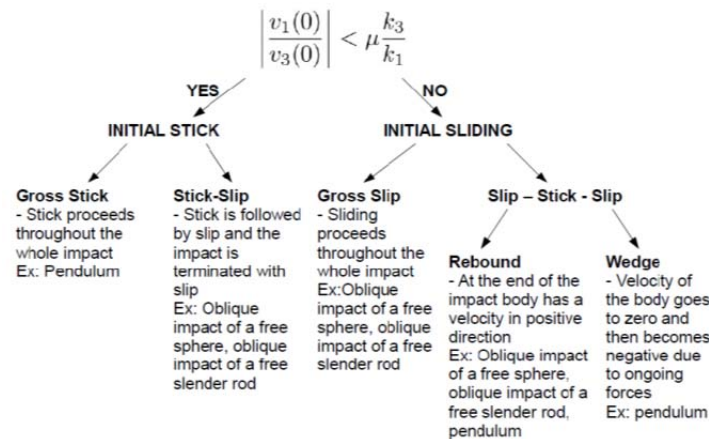 |v₁(0)/v₃(0)| < μ k₃/k₁
YES
NO
INITIAL STICK
INITIAL SLIDING
Gross Stick
- Stick proceeds
throughout the
whole impact
Ex: Pendulum
Stick-Slip
- Stick is followed
by slip and the
impact is
terminated with
slip
Ex: Oblique
impact of a free
sphere, oblique
impact of a free
slender rod
Gross Slip
- Sliding
proceeds
throughout the
whole impact
Ex:Oblique
impact of a free
sphere, oblique
impact of a free
slender rod
Slip – Stick - Slip
Rebound
- At the end of the
impact body has a
velocity in positive
direction
Ex: Oblique impact
of a free sphere,
oblique impact of a
free slender rod,
pendulum
Wedge
- Velocity of
the body goes
to zero and
then becomes
negative due
to ongoing
forces
Ex: pendulum